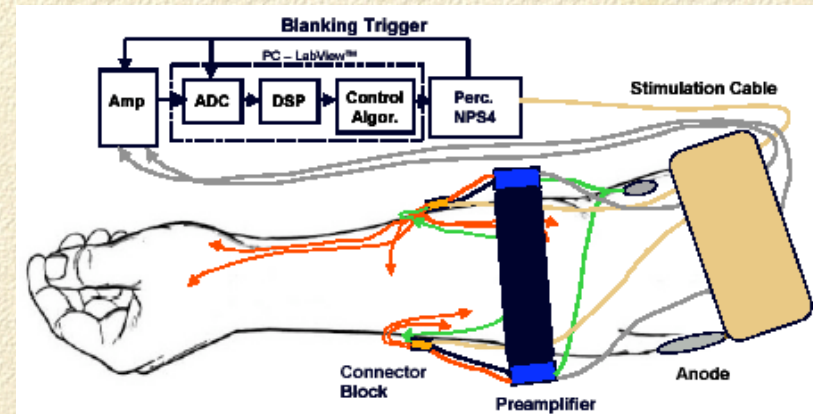 Blanking Trigger
PC – LabView™
Amp
ADC
DSP
Control
Algor.
Perc.
NPS4
Stimulation Cable
Connector
Block
Preamplifier
Anode